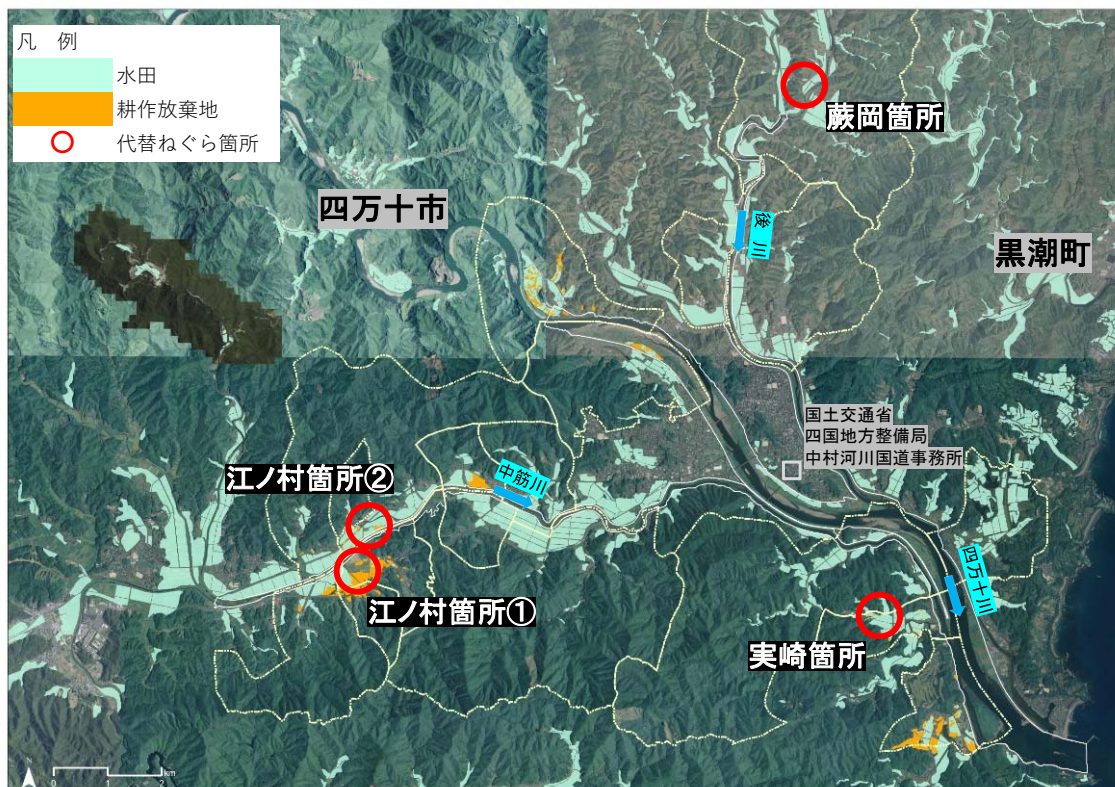 凡 例
水田
耕作放棄地
代替ねぐら箇所
蕨岡箇所
四万十市
後川
黒潮町
国土交通省
四国地方整備局
中村河川国道事務所
江ノ村箇所②
中筋川
江ノ村箇所①
四万十川
実崎箇所
N
0 1 2 km